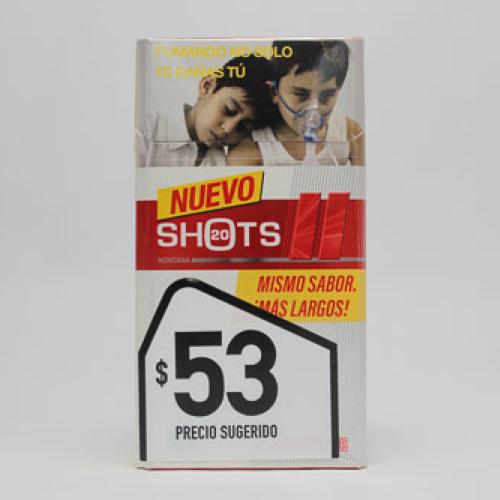 FUMANDO NO SOLO
TE DAÑAS TÚ
NUEVO
SHOTS
20
MONTANA
MISMO SABOR.
¡MÁS LARGOS!
$53
PRECIO SUGERIDO